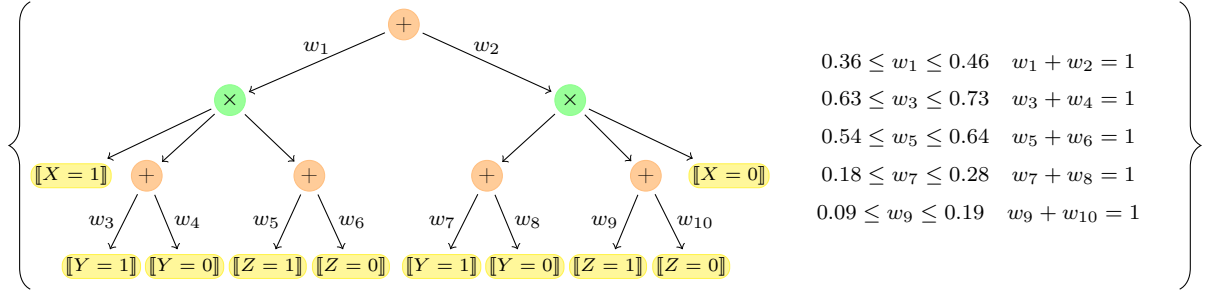 +
w₁ w₂
0.36 ≤ w₁ ≤ 0.46 w₁ + w₂ = 1
× ×
0.63 ≤ w₃ ≤ 0.73 w₃ + w₄ = 1
0.54 ≤ w₅ ≤ 0.64 w₅ + w₆ = 1
⟦X = 1⟧ + + + + ⟦X = 0⟧
0.18 ≤ w₇ ≤ 0.28 w₇ + w₈ = 1
w₃ w₄ w₅ w₆ w₇ w₈ w₉ w₁₀
0.09 ≤ w₉ ≤ 0.19 w₉ + w₁₀ = 1
⟦Y = 1⟧ ⟦Y = 0⟧ ⟦Z = 1⟧ ⟦Z = 0⟧ ⟦Y = 1⟧ ⟦Y = 0⟧ ⟦Z = 1⟧ ⟦Z = 0⟧